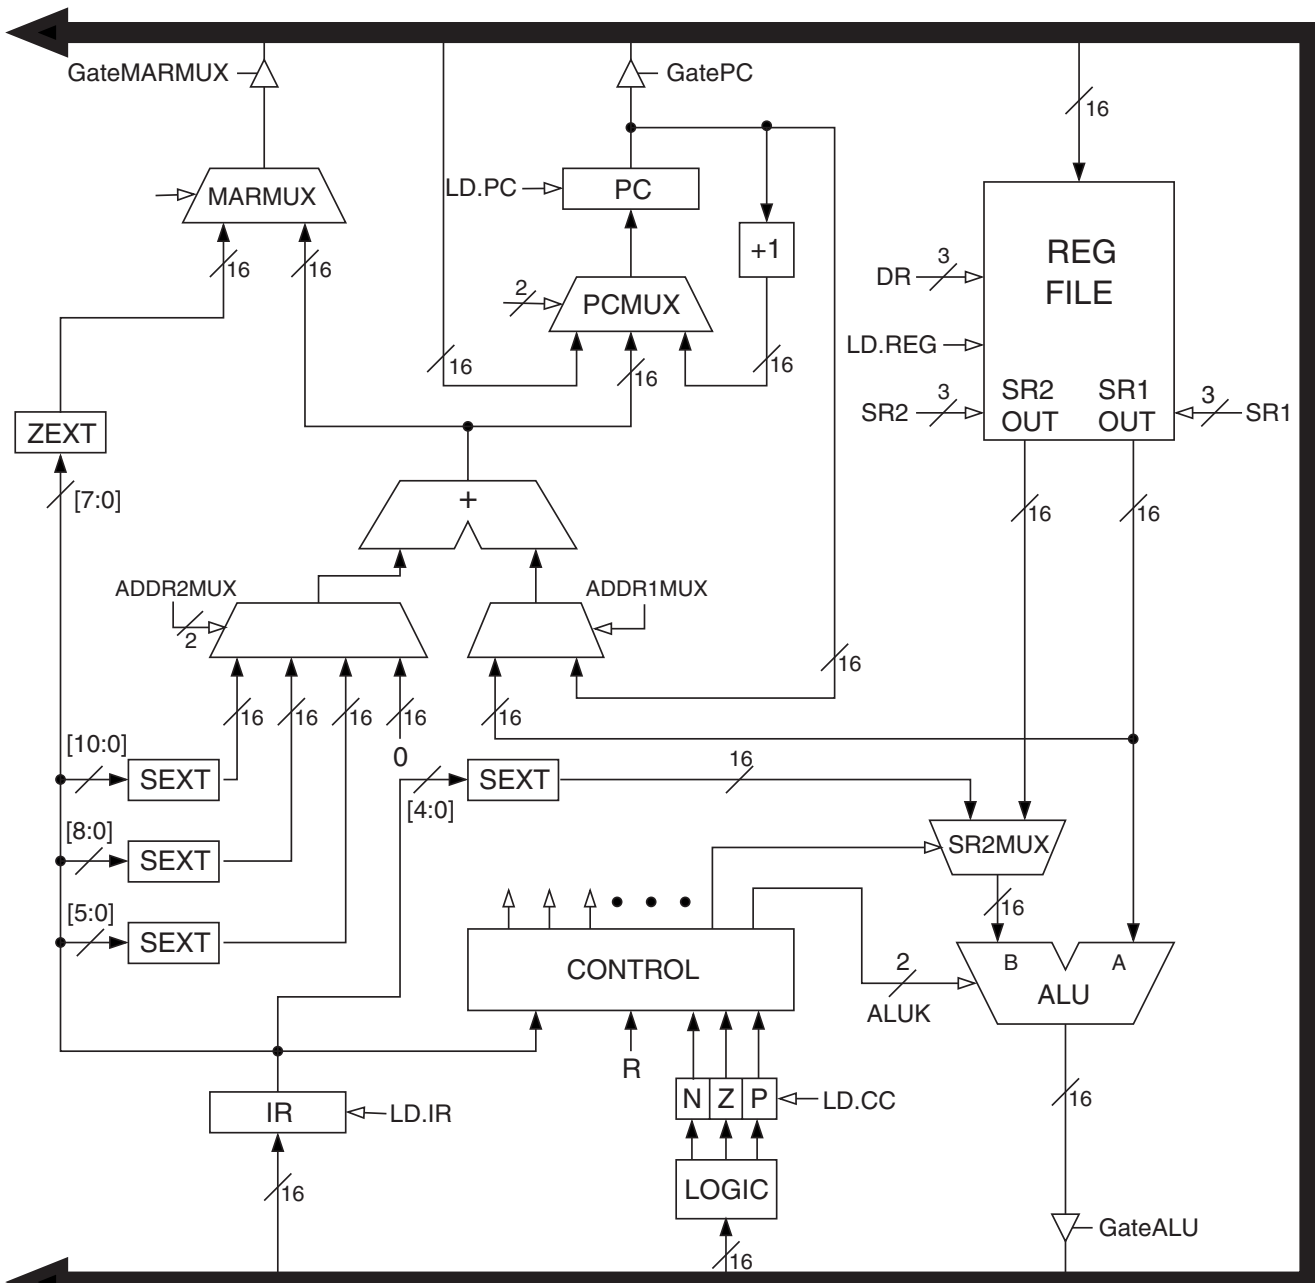 GateMARMUX
GatePC
16
MARMUX
LD.PC
PC
16
16
+1
REG
FILE
DR
3
2
PCMUX
LD.REG
16
16
16
SR2
OUT
SR1
OUT
SR2
3
3
SR1
ZEXT
[7:0]
+
16
16
ADDR2MUX
ADDR1MUX
2
16
16
16
16
16
16
[10:0]
0
SEXT
[4:0]
SEXT
16
[8:0]
SEXT
SR2MUX
[5:0]
SEXT
16
CONTROL
2
ALUK
B
A
ALU
R
IR
LD.IR
N Z P
LD.CC
16
16
LOGIC
16
GateALU